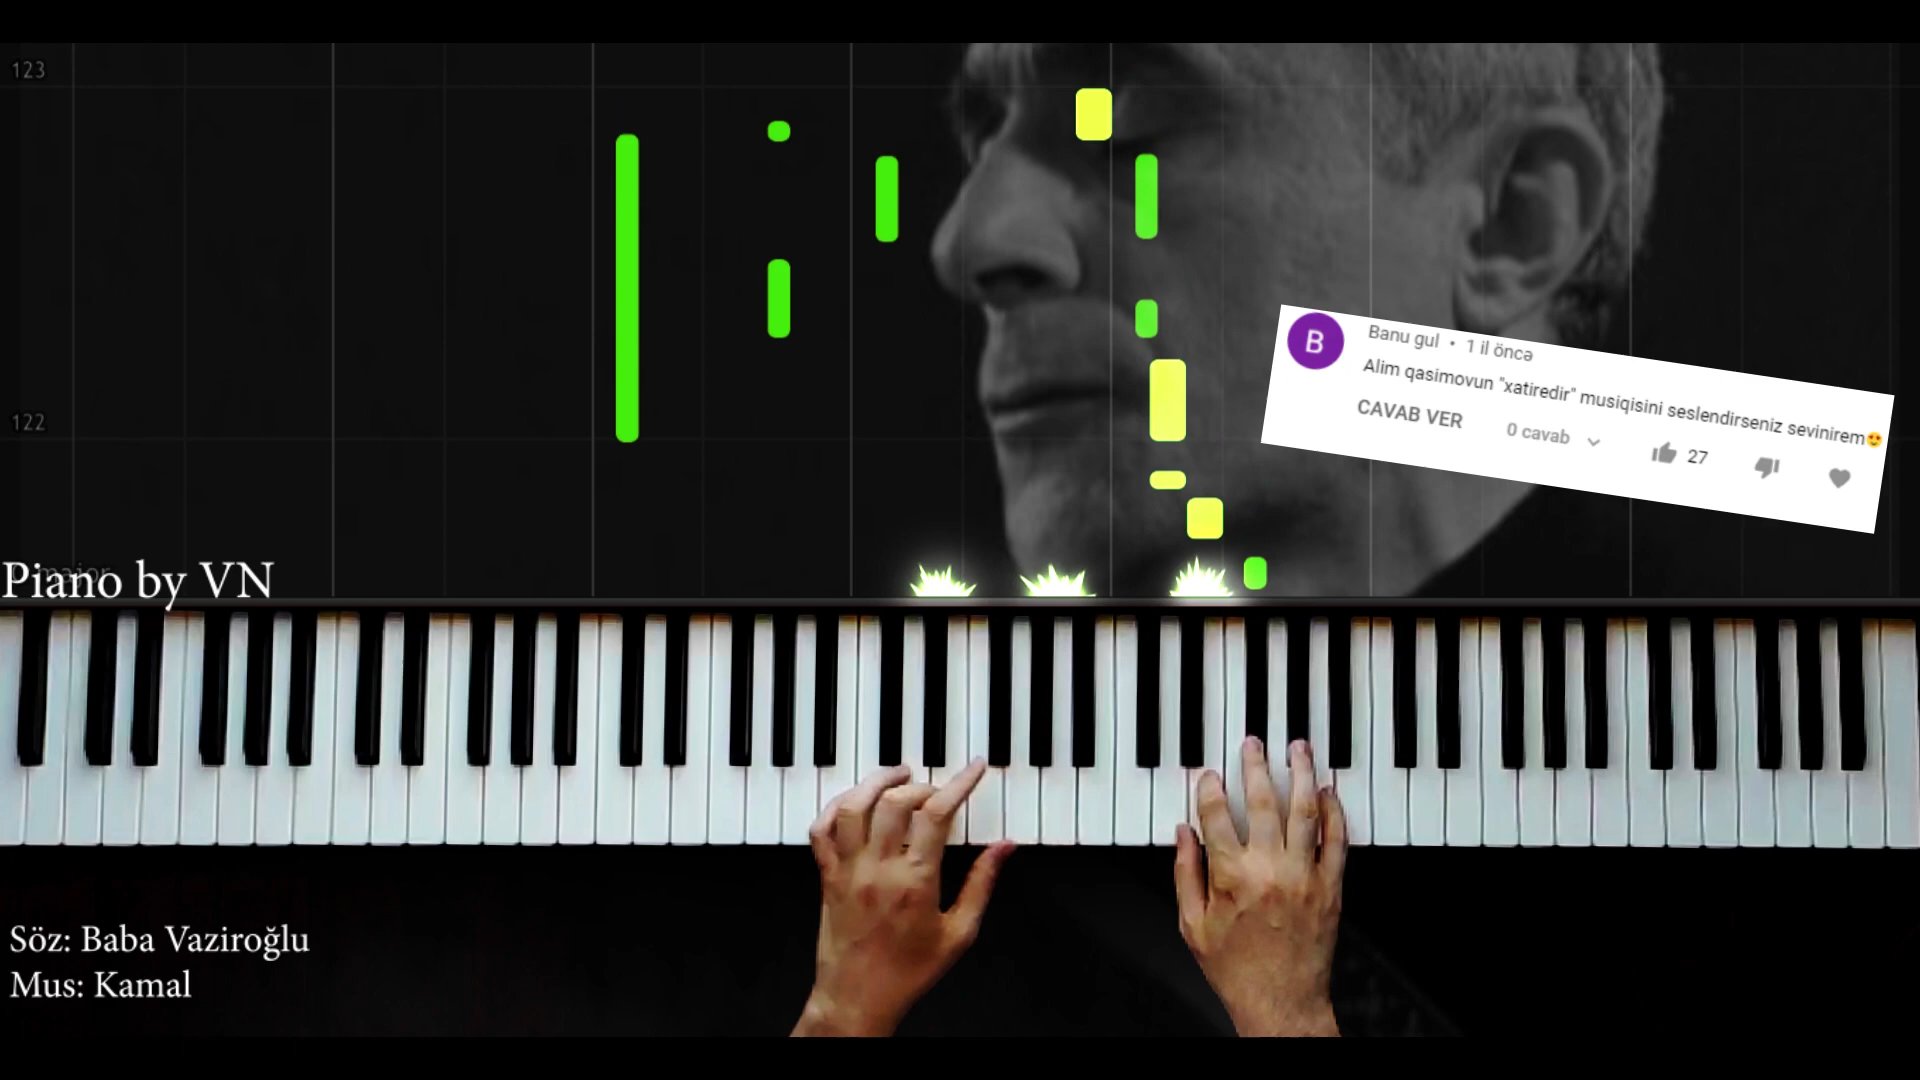 123
122
Piano by VN
B
Banu gul • 1 il öncə
Alim qasimovun "xatiredir" musiqisini seslendirseniz sevinirem😍
CAVAB VER
0 cavab
27
Söz: Baba Vaziroğlu
Mus: Kamal